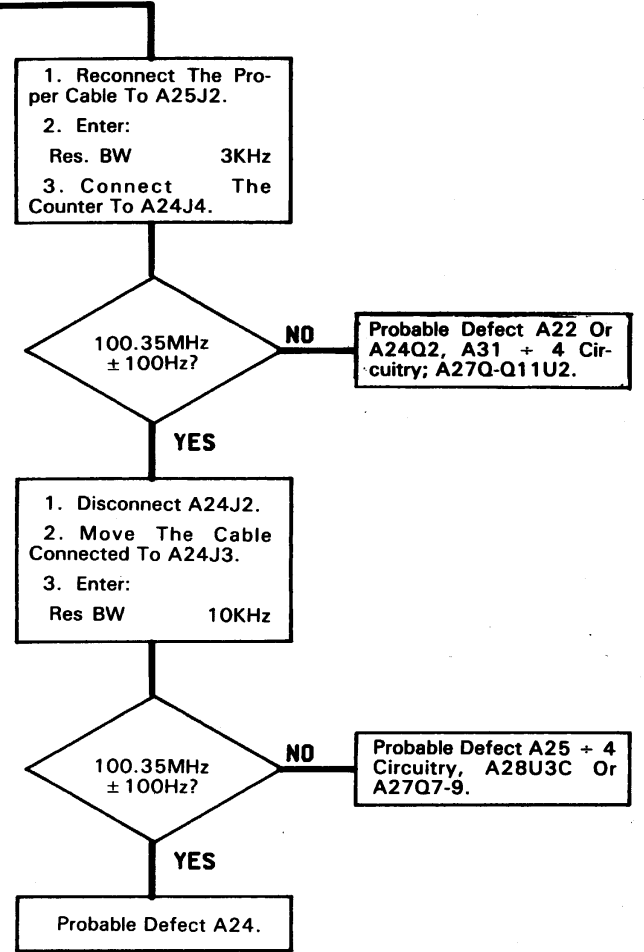 1. Reconnect The Pro-
per Cable To A25J2.
2. Enter:
Res. BW 3KHz
3. Connect The
Counter To A24J4.
100.35MHz
± 100Hz?
NO
Probable Defect A22 Or
A24Q2, A31 ÷ 4 Cir-
cuitry; A27Q-Q11U2.
YES
1. Disconnect A24J2.
2. Move The Cable
Connected To A24J3.
3. Enter:
Res BW 10KHz
100.35MHz
± 100Hz?
NO
Probable Defect A25 ÷ 4
Circuitry, A28U3C Or
A27Q7-9.
YES
Probable Defect A24.